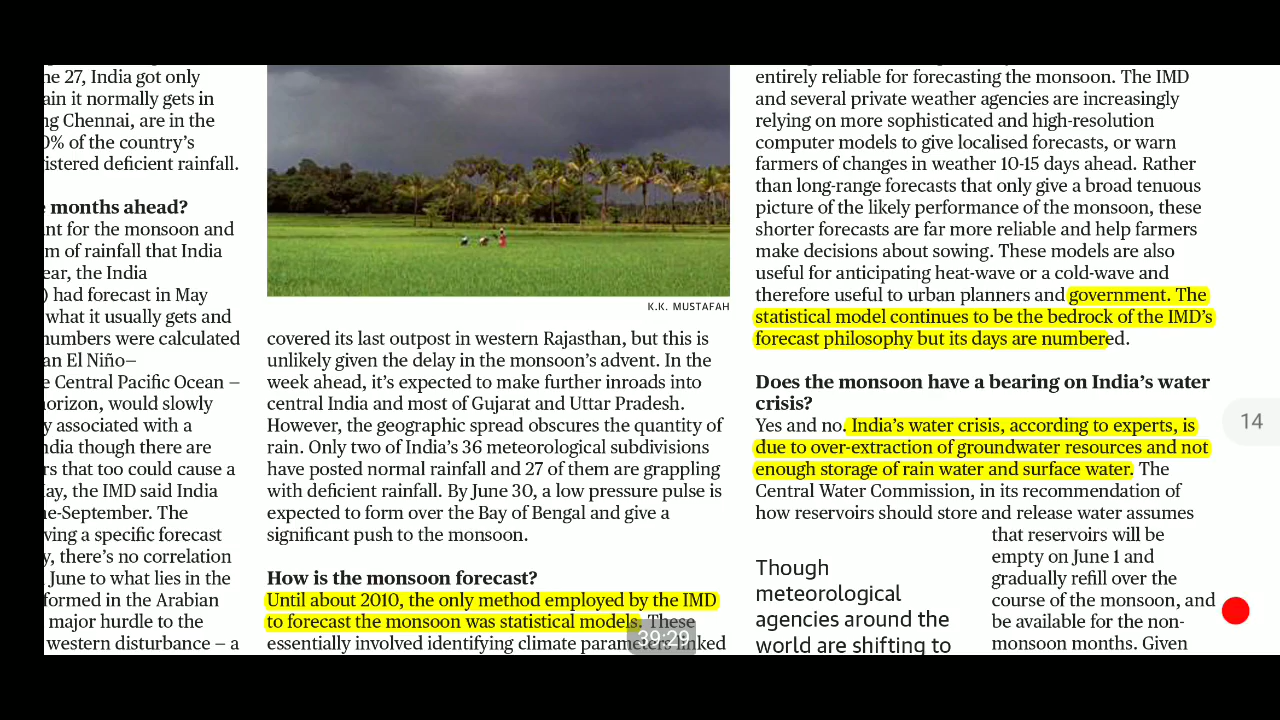 ne 27, India got only
ain it normally gets in
ng Chennai, are in the
0% of the country's
istered deficient rainfall.
e months ahead?
nt for the monsoon and
m of rainfall that India
ear, the India
) had forecast in May
what it usually gets and
numbers were calculated
an El Niño—
e Central Pacific Ocean —
horizon, would slowly
y associated with a
ndia though there are
rs that too could cause a
May, the IMD said India
ne-September. The
ving a specific forecast
y, there's no correlation
June to what lies in the
formed in the Arabian
major hurdle to the
western disturbance – a
K.K. MUSTAFAH
covered its last outpost in western Rajasthan, but this is
unlikely given the delay in the monsoon's advent. In the
week ahead, it's expected to make further inroads into
central India and most of Gujarat and Uttar Pradesh.
However, the geographic spread obscures the quantity of
rain. Only two of India's 36 meteorological subdivisions
have posted normal rainfall and 27 of them are grappling
with deficient rainfall. By June 30, a low pressure pulse is
expected to form over the Bay of Bengal and give a
significant push to the monsoon.
How is the monsoon forecast?
Until about 2010, the only method employed by the IMD
to forecast the monsoon was statistical models. These
essentially involved identifying climate parameters linked
39:29
entirely reliable for forecasting the monsoon. The IMD
and several private weather agencies are increasingly
relying on more sophisticated and high-resolution
computer models to give localised forecasts, or warn
farmers of changes in weather 10-15 days ahead. Rather
than long-range forecasts that only give a broad tenuous
picture of the likely performance of the monsoon, these
shorter forecasts are far more reliable and help farmers
make decisions about sowing. These models are also
useful for anticipating heat-wave or a cold-wave and
therefore useful to urban planners and government. The
statistical model continues to be the bedrock of the IMD's
forecast philosophy but its days are numbered.
Does the monsoon have a bearing on India's water
crisis?
Yes and no. India's water crisis, according to experts, is
due to over-extraction of groundwater resources and not
enough storage of rain water and surface water. The
Central Water Commission, in its recommendation of
how reservoirs should store and release water assumes
that reservoirs will be
empty on June 1 and
gradually refill over the
course of the monsoon, and
be available for the non-
monsoon months. Given
Though
meteorological
agencies around the
world are shifting to
14